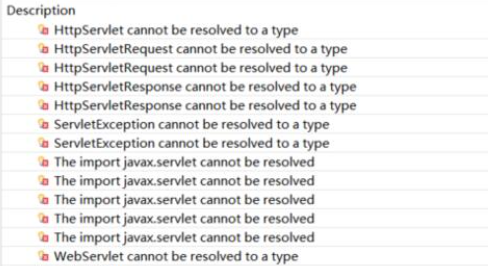 Description
HttpServlet cannot be resolved to a type
HttpServletRequest cannot be resolved to a type
HttpServletRequest cannot be resolved to a type
HttpServletResponse cannot be resolved to a type
HttpServletResponse cannot be resolved to a type
ServletException cannot be resolved to a type
ServletException cannot be resolved to a type
The import javax.servlet cannot be resolved
The import javax.servlet cannot be resolved
The import javax.servlet cannot be resolved
The import javax.servlet cannot be resolved
The import javax.servlet cannot be resolved
WebServlet cannot be resolved to a type